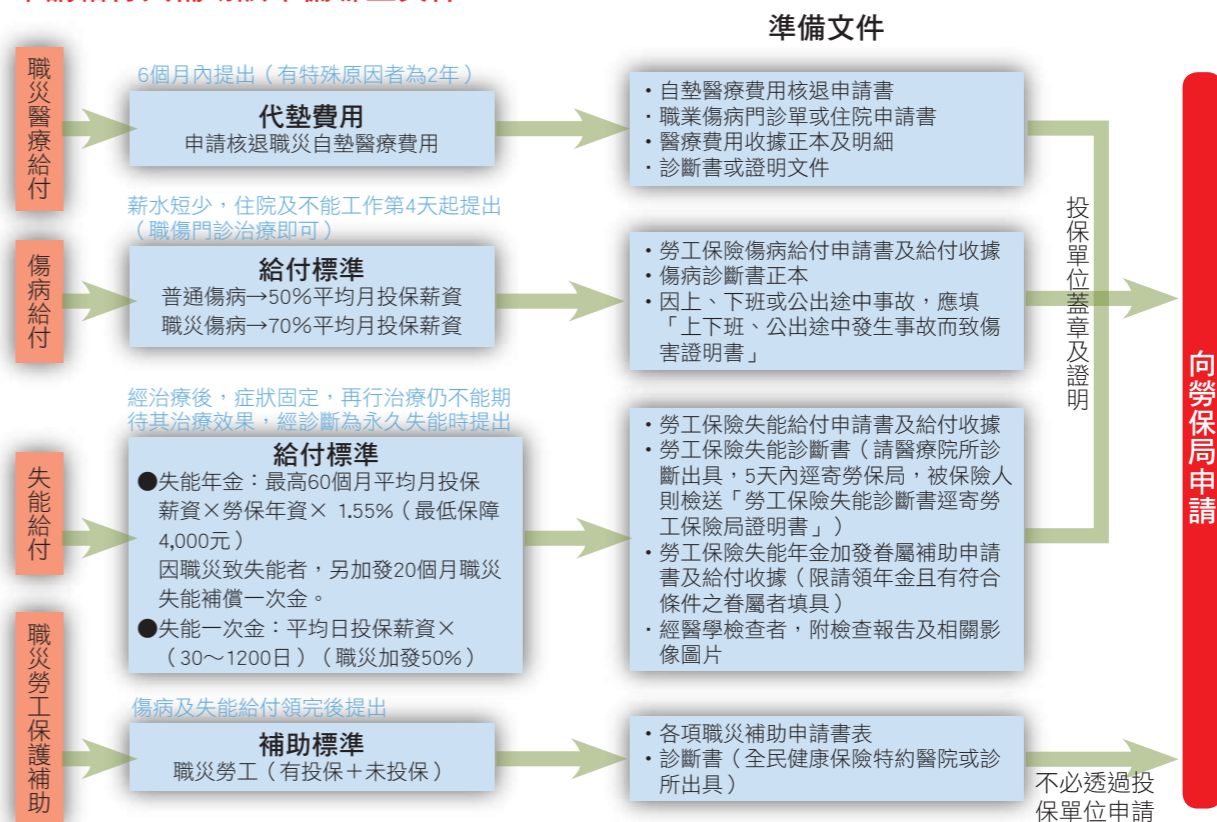 準備文件
職災醫療給付
6個月內提出（有特殊原因者為2年）
代墊費用
申請核退職災自墊醫療費用
・自墊醫療費用核退申請書
・職業傷病門診單或住院申請書
・醫療費用收據正本及明細
・診斷書或證明文件
傷病給付
薪水短少，住院及不能工作第4天起提出
（職傷門診治療即可）
給付標準
普通傷病→50%平均月投保薪資
職災傷病→70%平均月投保薪資
・勞工保險傷病給付申請書及給付收據
・傷病診斷書正本
・因上、下班或公出途中事故，應填
「上下班、公出途中發生事故而致傷
害證明書」
失能給付
經治療後，症狀固定，再行治療仍不能期
待其治療效果，經診斷為永久失能時提出
給付標準
●失能年金：最高60個月平均月投保
薪資×勞保年資× 1.55%（最低保障
4,000元）
因職災致失能者，另加發20個月職災
失能補償一次金。
●失能一次金：平均日投保薪資×
（30～1200日）（職災加發50%）
・勞工保險失能給付申請書及給付收據
・勞工保險失能診斷書（請醫療院所診
斷出具，5天內逕寄勞保局，被保險人
則檢送「勞工保險失能診斷書逕寄勞
工保險局證明書」）
・勞工保險失能年金加發眷屬補助申請
書及給付收據（限請領年金且有符合
條件之眷屬者填具）
・經醫學檢查者，附檢查報告及相關影
像圖片
投保單位蓋章及證明
職災勞工保護補助
傷病及失能給付領完後提出
補助標準
職災勞工（有投保＋未投保）
・各項職災補助申請書表
・診斷書（全民健康保險特約醫院或診
所出具）
不必透過投
保單位申請
向勞保局申請